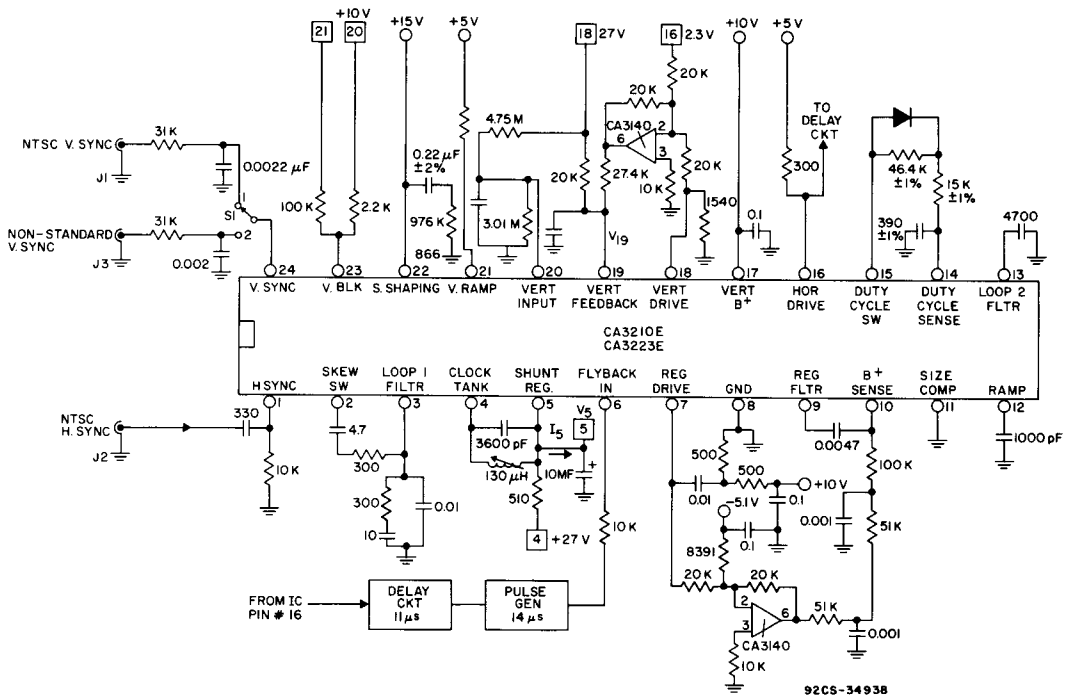 21
+10V
20
+15V
+5V
18 27V
16 2.3V
+10V
+5V
20K
20K
TO
DELAY
CKT
NTSC V. SYNC
J1
31K
0.0022 µF
4.75M
CA3140
2
6
3
0.22µF
±2%
20K
27.4K
10K
20K
300
46.4K
±1%
15K
±1%
1
S1
2
100K
2.2K
976K
866
3.01M
V19
1540
0.1
390
±1%
4700
NON-STANDARD
V. SYNC
J3
31K
0.002
24
23
22
21
20
19
18
17
16
15
14
13
V. SYNC
V. BLK
S. SHAPING
V. RAMP
VERT
INPUT
VERT
FEEDBACK
VERT
DRIVE
VERT
B+
HOR
DRIVE
DUTY
CYCLE
SW
DUTY
CYCLE
SENSE
LOOP 2
FLTR
CA3210E
CA3223E
H SYNC
SKEW
SW
LOOP 1
FILTR
CLOCK
TANK
SHUNT
REG.
FLYBACK
IN
REG
DRIVE
GND
REG
FLTR
B+
SENSE
SIZE
COMP
RAMP
1
2
3
4
5
6
7
8
9
10
11
12
NTSC
H. SYNC
J2
330
10K
4.7
300
300
10
0.01
3600 pF
130µH
I5
V5
5
10MF
+
510
4 +27 V
10K
500
0.01
500
+10V
0.1
-5.1V
0.1
8391
0.0047
100K
0.001
51K
1000 pF
20K
20K
2
6
3
CA3140
10K
51K
0.001
FROM IC
PIN # 16
DELAY
CKT
11µs
PULSE
GEN
14µs
92CS-34938